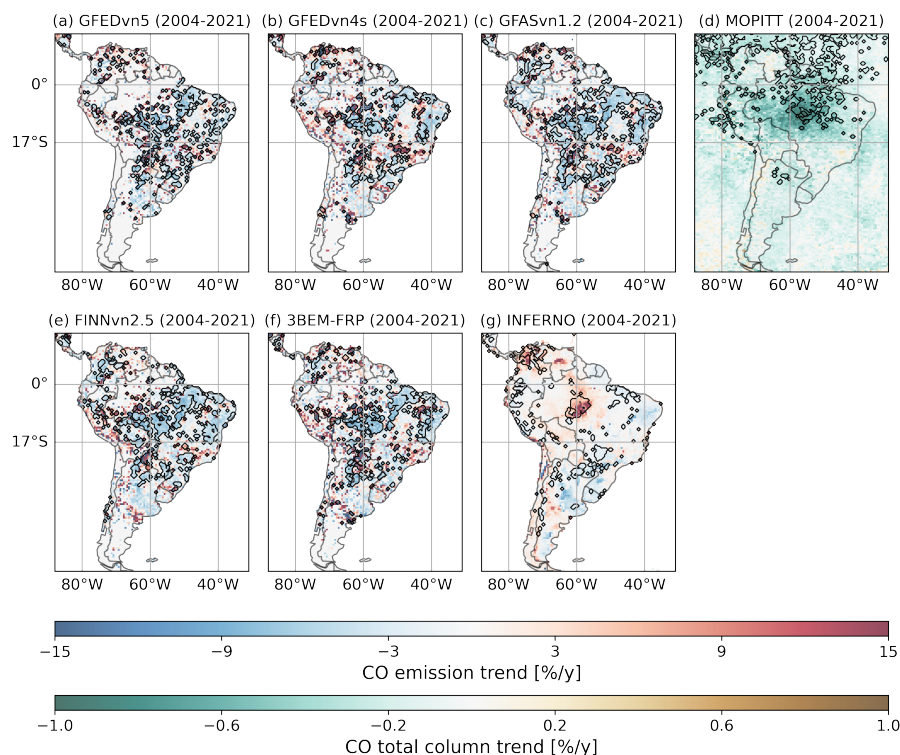 (a) GFEDvn5 (2004-2021) (b) GFEDvn4s (2004-2021) (c) GFASvn1.2 (2004-2021) (d) MOPITT (2004-2021)
0°
17°S
80°W 60°W 40°W 80°W 60°W 40°W 80°W 60°W 40°W 80°W 60°W 40°W
(e) FINNvn2.5 (2004-2021) (f) 3BEM-FRP (2004-2021) (g) INFERNO (2004-2021)
0°
17°S
80°W 60°W 40°W 80°W 60°W 40°W 80°W 60°W 40°W
−15 −9 −3 3 9 15
CO emission trend [%/y]
−1.0 −0.6 −0.2 0.2 0.6 1.0
CO total column trend [%/y]